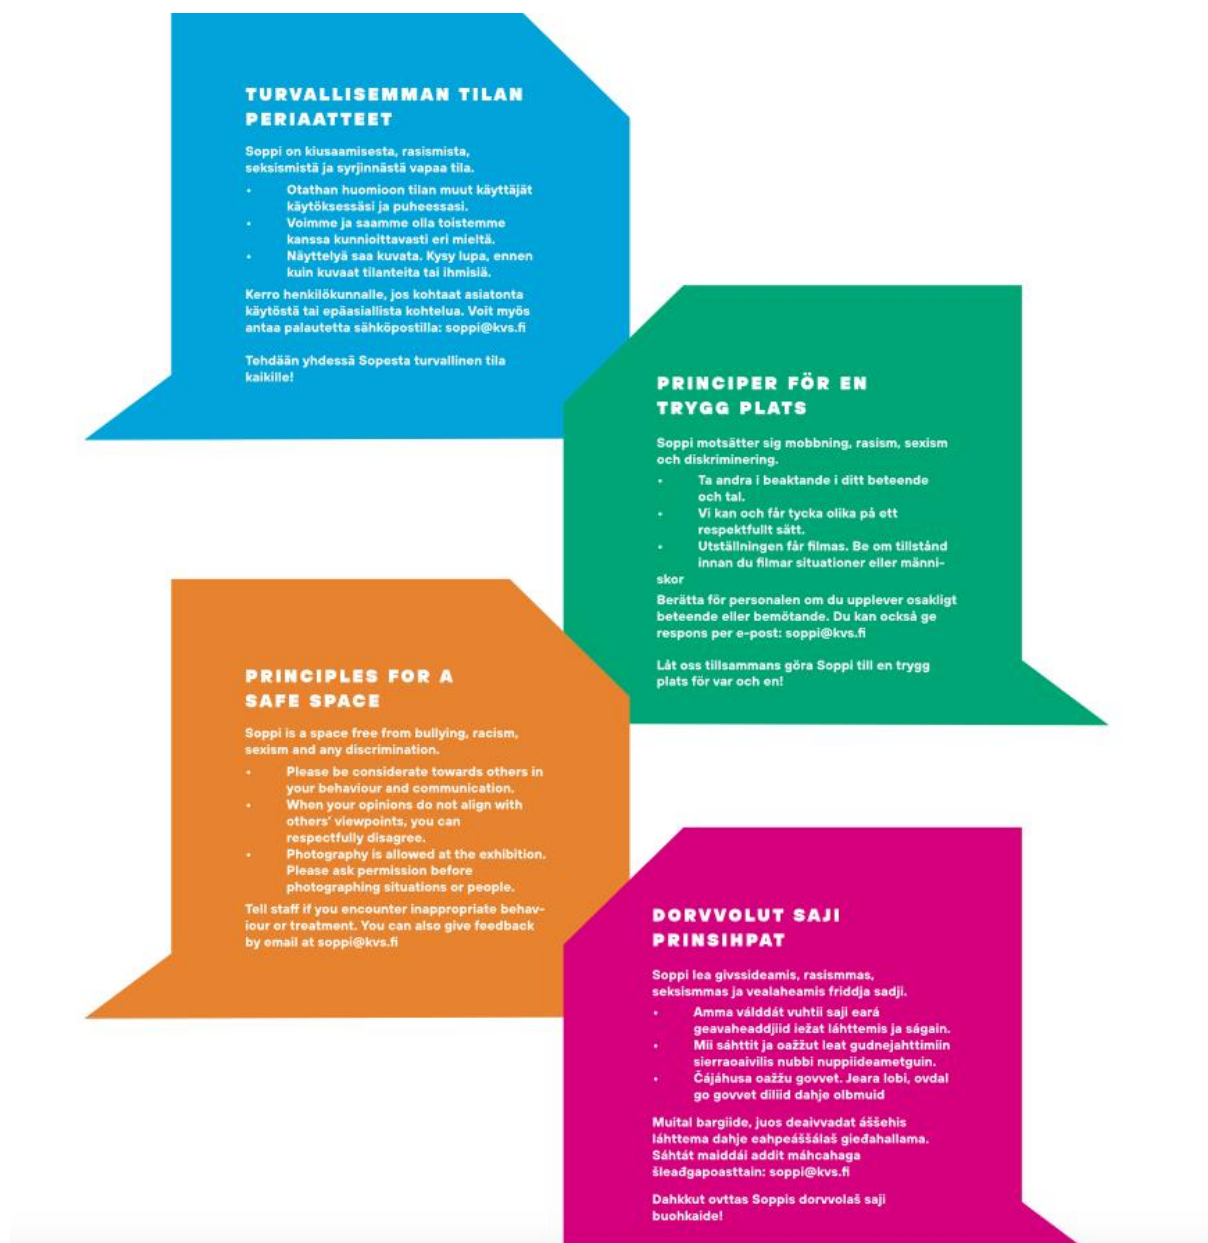 TURVALLISEMMAN TILAN
PERIAATTEET
Soppi on kiusaamisesta, rasismista,
seksismistä ja syrjinnästä vapaa tila.
• Otathan huomioon tilan muut käyttäjät
käytöksessäsi ja puheessasi.
• Voimme ja saamme olla toistemme
kanssa kunnioittavasti eri mieltä.
• Näyttelyä saa kuvata. Kysy lupa, ennen
kuin kuvaat tilanteita tai ihmisiä.
Kerro henkilökunnalle, jos kohtaat asiatonta
käytöstä tai epäasiallista kohtelua. Voit myös
antaa palautetta sähköpostilla: soppi@kvs.fi
Tehdään yhdessä Sopesta turvallinen tila
kaikille!
PRINCIPER FÖR EN
TRYGG PLATS
Soppi motsätter sig mobbning, rasism, sexism
och diskriminering.
• Ta andra i beaktande i ditt beteende
och tal.
• Vi kan och får tycka olika på ett
respektfullt sätt.
• Utställningen får filmas. Be om tillstånd
innan du filmar situationer eller männi-
skor
Berätta för personalen om du upplever osakligt
beteende eller bemötande. Du kan också ge
respons per e-post: soppi@kvs.fi
Låt oss tillsammans göra Soppi till en trygg
plats för var och en!
PRINCIPLES FOR A
SAFE SPACE
Soppi is a space free from bullying, racism,
sexism and any discrimination.
• Please be considerate towards others in
your behaviour and communication.
• When your opinions do not align with
others’ viewpoints, you can
respectfully disagree.
• Photography is allowed at the exhibition.
Please ask permission before
photographing situations or people.
Tell staff if you encounter inappropriate behav-
iour or treatment. You can also give feedback
by email at soppi@kvs.fi
DORVVOLUT SAJI
PRINSIHPAT
Soppi lea givssideamis, rasismmas,
seksismmas ja vealaheamis friddja sadji.
• Amma válddát vuhtii saji eará
geavaheaddjiid iežat láhttemis ja ságain.
• Mii sáhttit ja oažžut leat gudnejahttimiin
sierraoaivilis nubbi nuppiideametguin.
• Čájáhusa oažžu govvet. Jeara lobi, ovdal
go govvet diliid dahje olbmuid
Muital bargiide, juos deaivvadat áššehis
láhttema dahje eahpeáššálaš gieđahallama.
Sáhtát maiddái addit máhcahaga
šleađgapoasttain: soppi@kvs.fi
Dahkkut ovttas Soppis dorvvolaš saji
buohkaide!